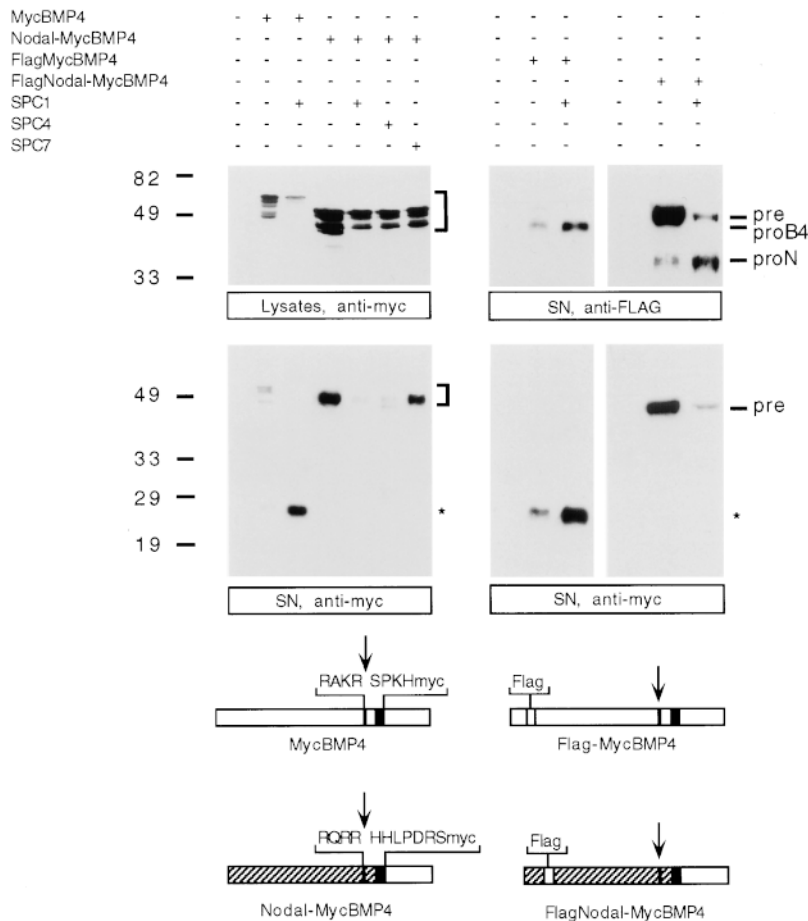 MycBMP4 - + + - - - - - - - - - -
Nodal-MycBMP4 - - - + + + + - - - - - -
FlagMycBMP4 - - - - - - - - + + - - -
FlagNodal-MycBMP4 - - - - - - - - - - - + +
SPC1 - - + - + - - - - + - - +
SPC4 - - - - - + - - - - - - -
SPC7 - - - - - - + - - - - - -
82
49
33
pre
proB4
proN
Lysates, anti-myc
SN, anti-FLAG
49
33
29
19
pre
*
*
SN, anti-myc
SN, anti-myc
RAKR SPKHmyc
Flag
MycBMP4
Flag-MycBMP4
RQRR HHLPDRSmyc
Flag
Nodal-MycBMP4
FlagNodal-MycBMP4